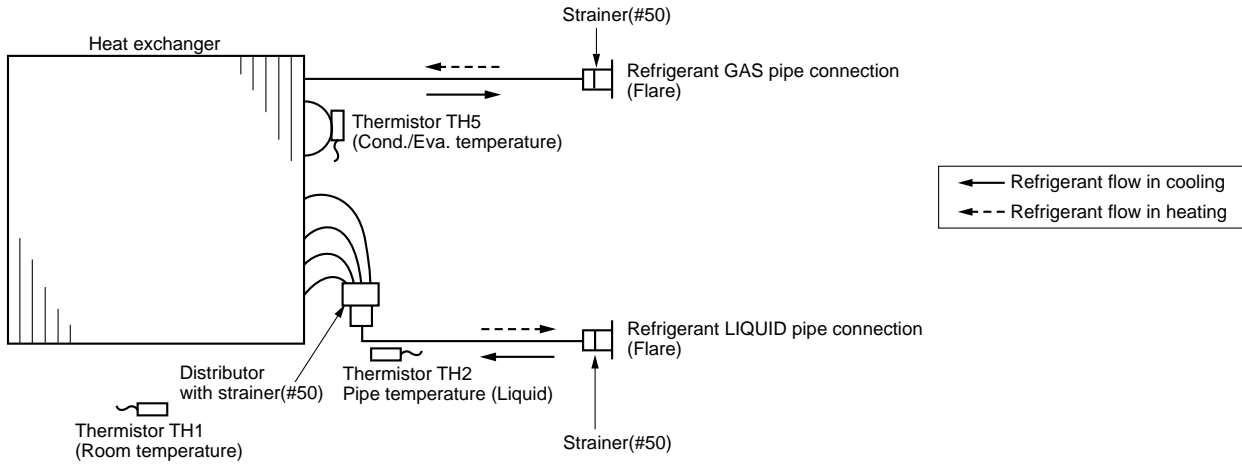 Strainer(#50)
Heat exchanger
Refrigerant GAS pipe connection
(Flare)
Thermistor TH5
(Cond./Eva. temperature)
Refrigerant flow in cooling
Refrigerant flow in heating
Refrigerant LIQUID pipe connection
(Flare)
Distributor
with strainer(#50)
Thermistor TH2
Pipe temperature (Liquid)
Thermistor TH1
(Room temperature)
Strainer(#50)